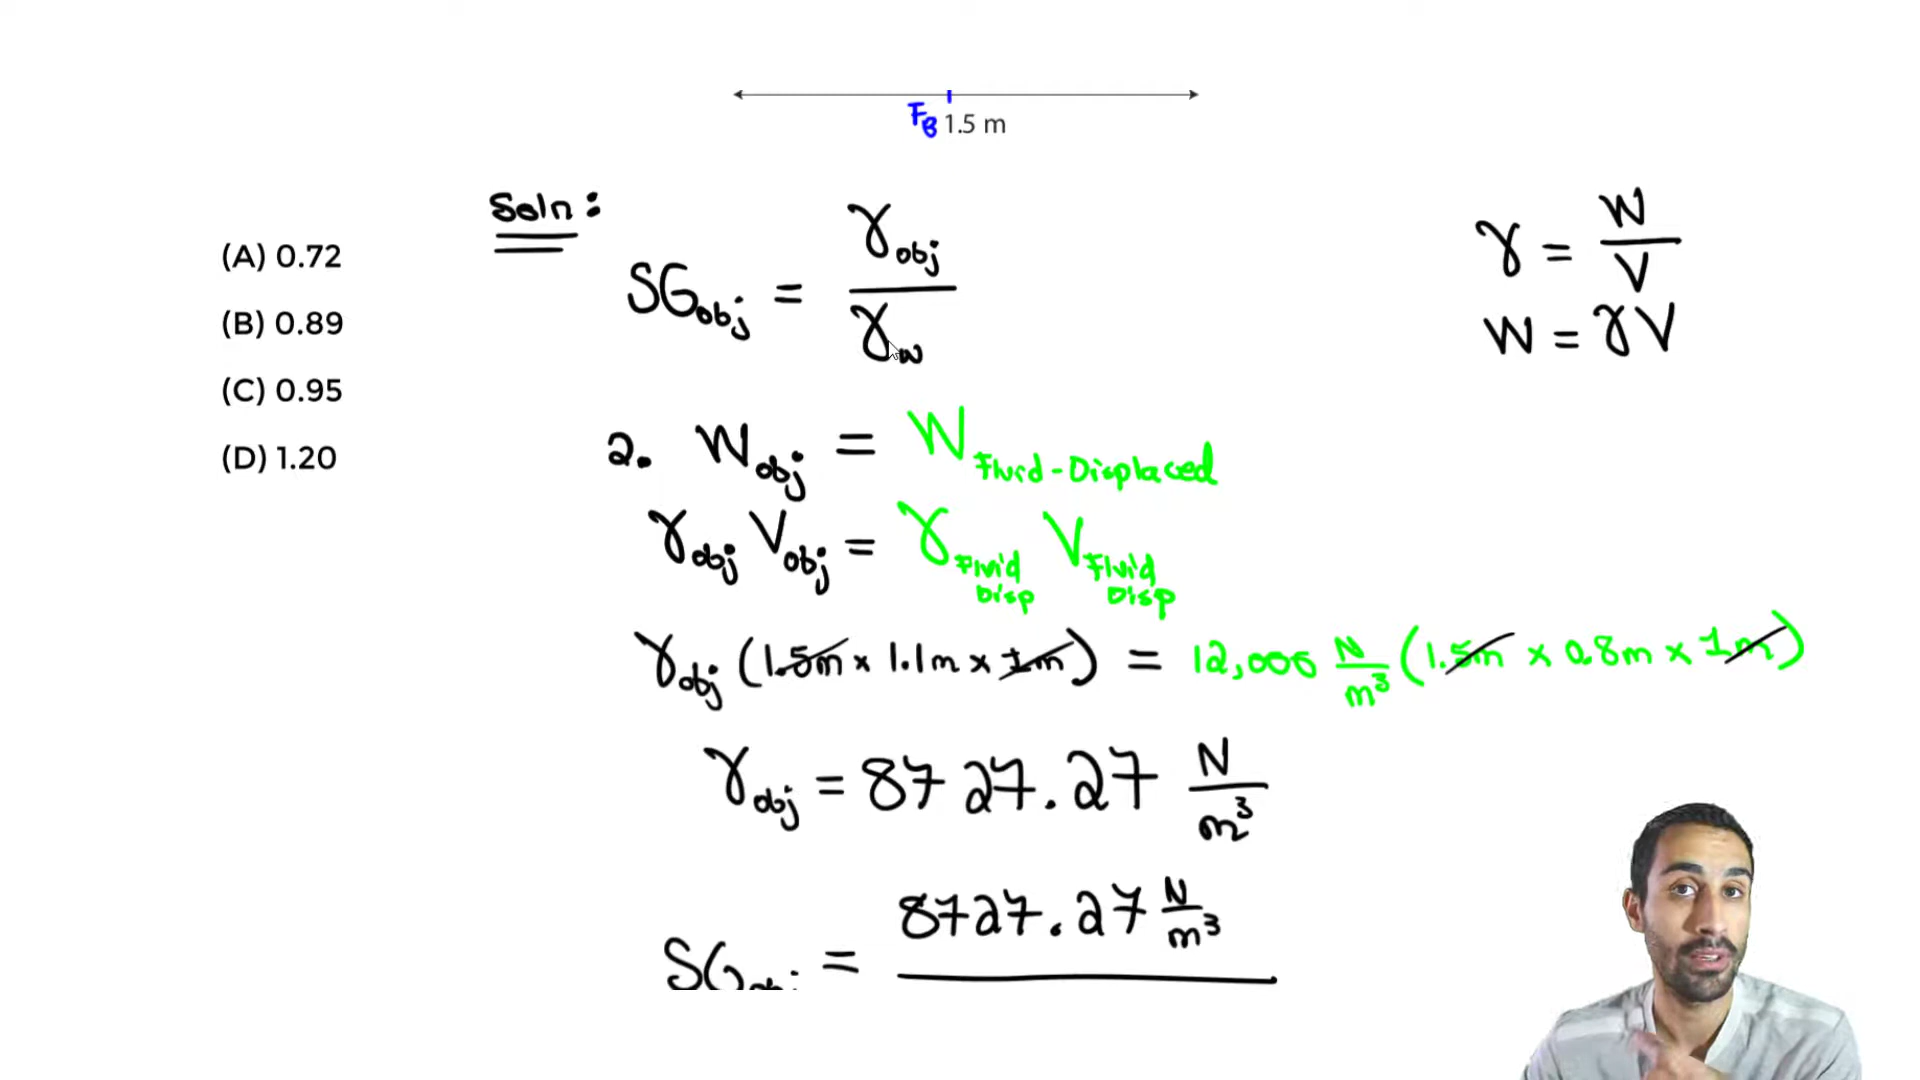 F_B 1.5 m
Soln:
(A) 0.72
(B) 0.89
(C) 0.95
(D) 1.20
SG_obj = γ_obj / γ_w
γ = W / V
W = γV
2. W_obj = W_Fluid-Displaced
γ_obj V_obj = γ_Fluid Disp V_Fluid Disp
γ_obj (1.5m x 1.1m x 1m) = 12,000 N/m³ (1.5m x 0.8m x 1m)
γ_obj = 8727.27 N/m³
SG_obj = 8727.27 N/m³